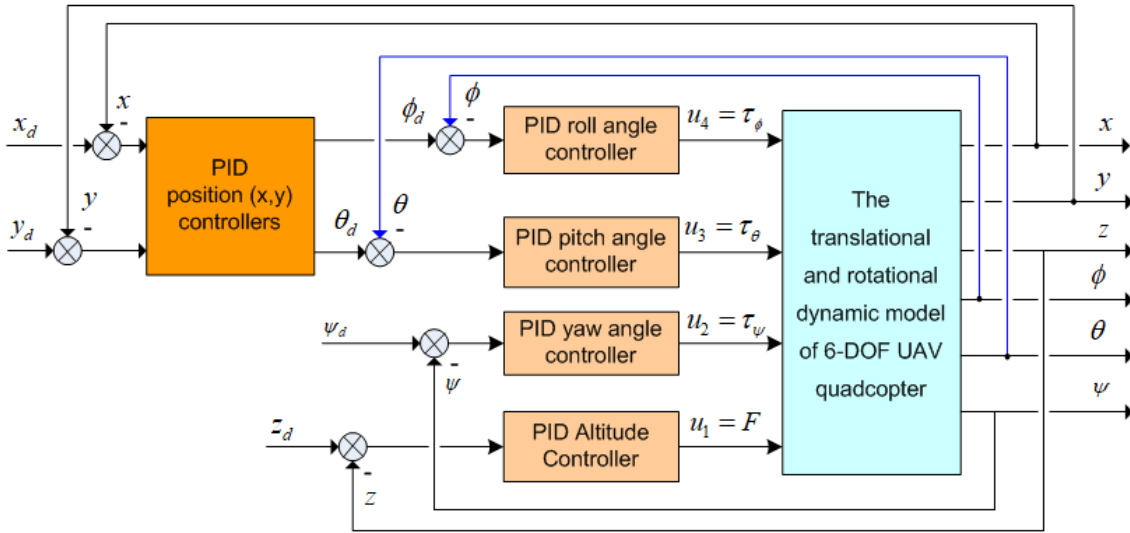 x
-
x_d
y
-
y_d
PID
position (x,y)
controllers
ϕ_d
ϕ
-
θ_d
θ
-
PID roll angle
controller
u_4 = τ_ϕ
PID pitch angle
controller
u_3 = τ_θ
ψ_d
-
ψ
PID yaw angle
controller
u_2 = τ_ψ
z_d
-
z
PID Altitude
Controller
u_1 = F
The
translational
and rotational
dynamic model
of 6-DOF UAV
quadcopter
x
y
z
ϕ
θ
ψ